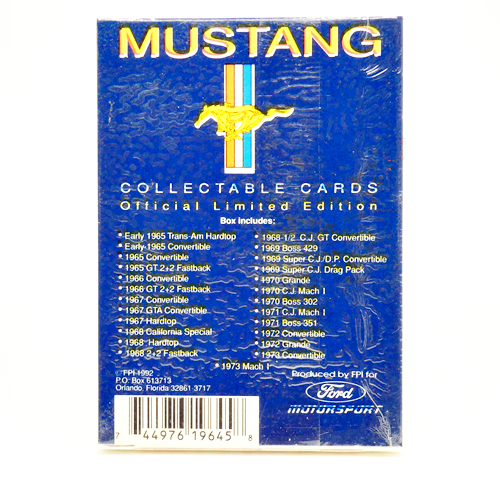 MUSTANG
COLLECTABLE CARDS
Official Limited Edition
Box includes:
• Early 1965 Trans-Am Hardtop
• Early 1965 Convertible
• 1965 Convertible
• 1965 GT 2+2 Fastback
• 1966 Convertible
• 1966 GT 2+2 Fastback
• 1967 Convertible
• 1967 GTA Convertible
• 1967 Hardtop
• 1968 California Special
• 1968 Hardtop
• 1968 2+2 Fastback
• 1968-1/2 C.J. GT Convertible
• 1969 Boss 429
• 1969 Super C.J./D.P. Convertible
• 1969 Super C.J. Drag Pack
• 1970 Grande
• 1970 C.J. Mach I
• 1970 Boss 302
• 1971 C.J. Mach I
• 1971 Boss 351
• 1972 Convertible
• 1972 Grande
• 1973 Convertible
• 1973 Mach I
©FPI-1992
P.O. Box 613713
Orlando, Florida 32861-3717
Produced by FPI for
Ford
MOTORSPORT
7 44976 19645 8